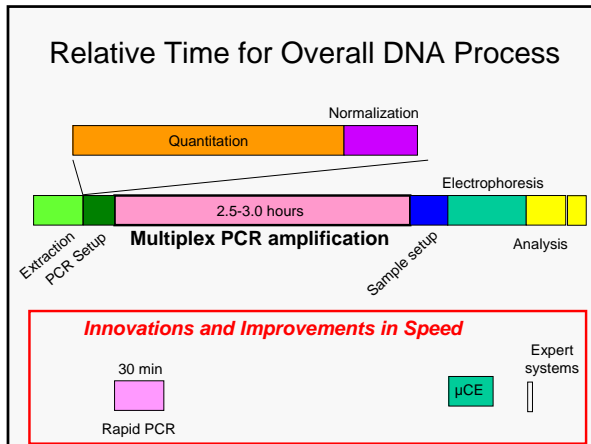 Relative Time for Overall DNA Process
Normalization
Quantitation
Electrophoresis
2.5-3.0 hours
Extraction
PCR Setup
Multiplex PCR amplification
Sample setup
Analysis
Innovations and Improvements in Speed
30 min
Rapid PCR
µCE
Expert
systems